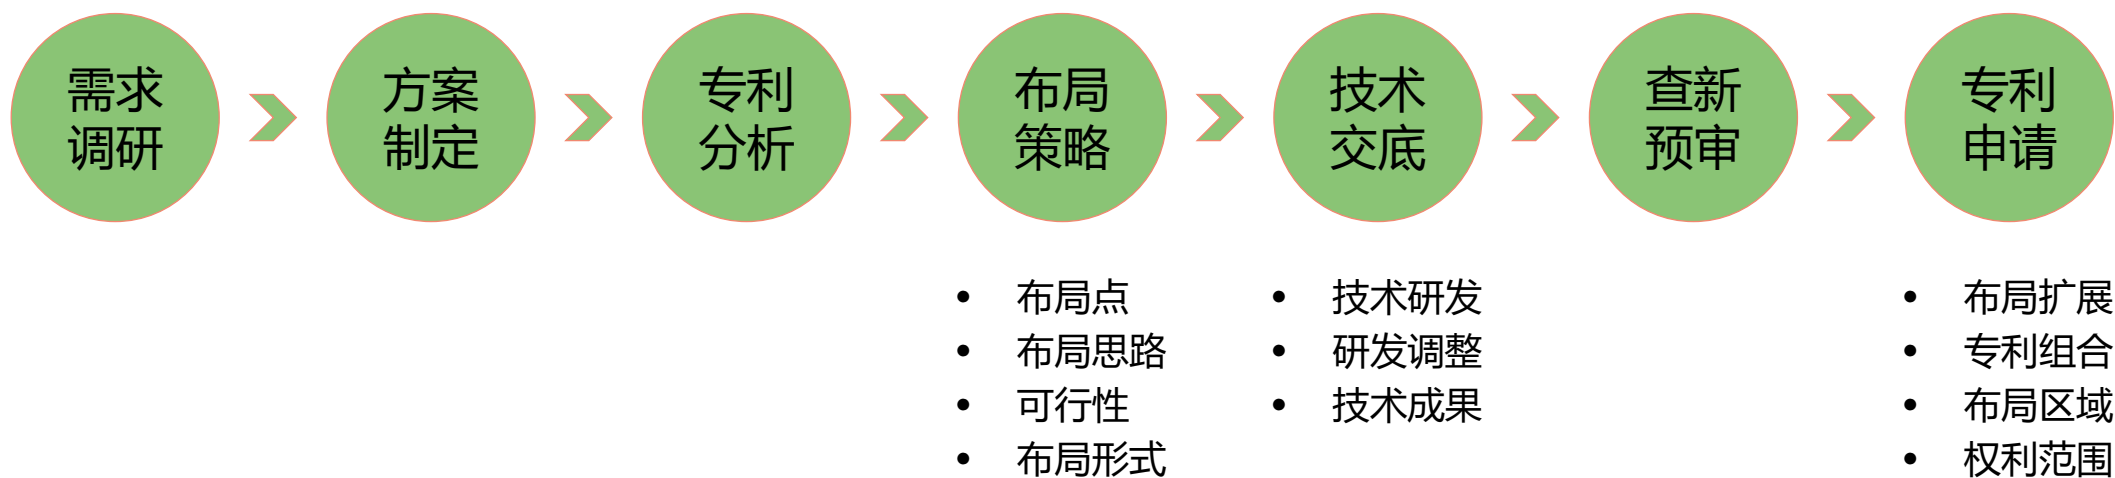 需求
调研
方案
制定
专利
分析
布局
策略
技术
交底
查新
预审
专利
申请
• 布局点
• 布局思路
• 可行性
• 布局形式
• 技术研发
• 研发调整
• 技术成果
• 布局扩展
• 专利组合
• 布局区域
• 权利范围